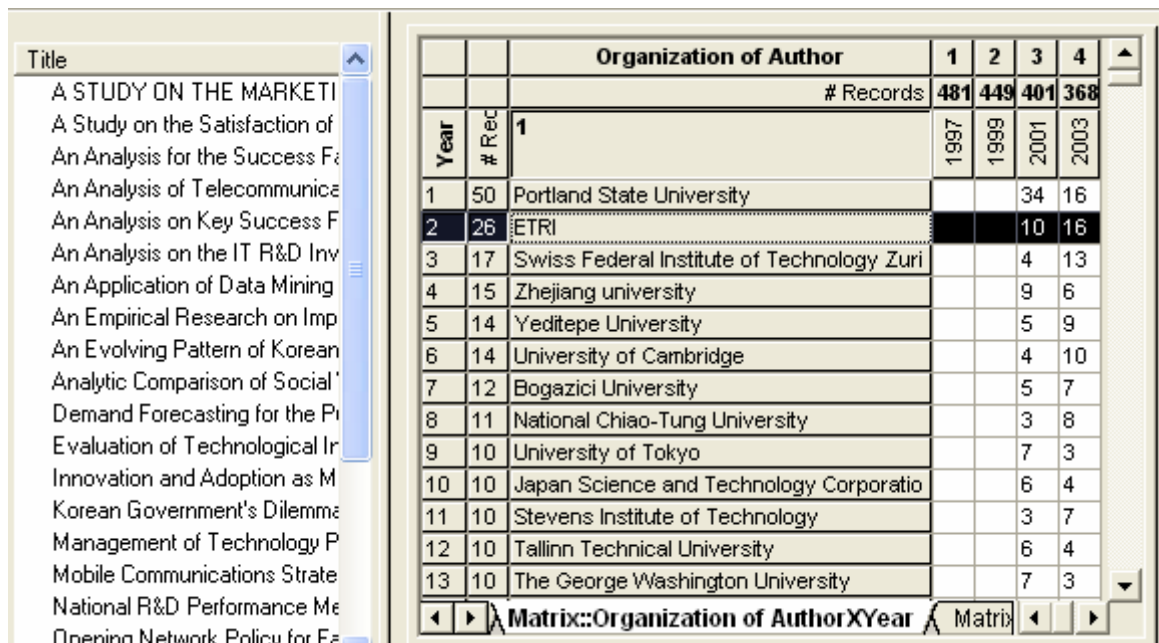 Title
A STUDY ON THE MARKETI
A Study on the Satisfaction of
An Analysis for the Success Fa
An Analysis of Telecommunica
An Analysis on Key Success F
An Analysis on the IT R&D Inv
An Application of Data Mining
An Empirical Research on Imp
An Evolving Pattern of Korean
Analytic Comparison of Social
Demand Forecasting for the
Evaluation of Technological
Innovation and Adoption as M
Korean Government's Dilemma
Management of Technology P
Mobile Communications Strate
National R&D Performance Me
Opening Network Policy for
Organization of Author 1 2 3 4
# Records 481 449 401 368
Year # Rec 1 1997 1999 2001 2003
1 50 Portland State University 34 16
2 26 ETRI 10 16
3 17 Swiss Federal Institute of Technology Zuri 4 13
4 15 Zhejiang university 9 6
5 14 Yeditepe University 5 9
6 14 University of Cambridge 4 10
7 12 Bogazici University 5 7
8 11 National Chiao-Tung University 3 8
9 10 University of Tokyo 7 3
10 10 Japan Science and Technology Corporatio 6 4
11 10 Stevens Institute of Technology 3 7
12 10 Tallinn Technical University 6 4
13 10 The George Washington University 7 3
Matrix::Organization of AuthorXYear Matrix